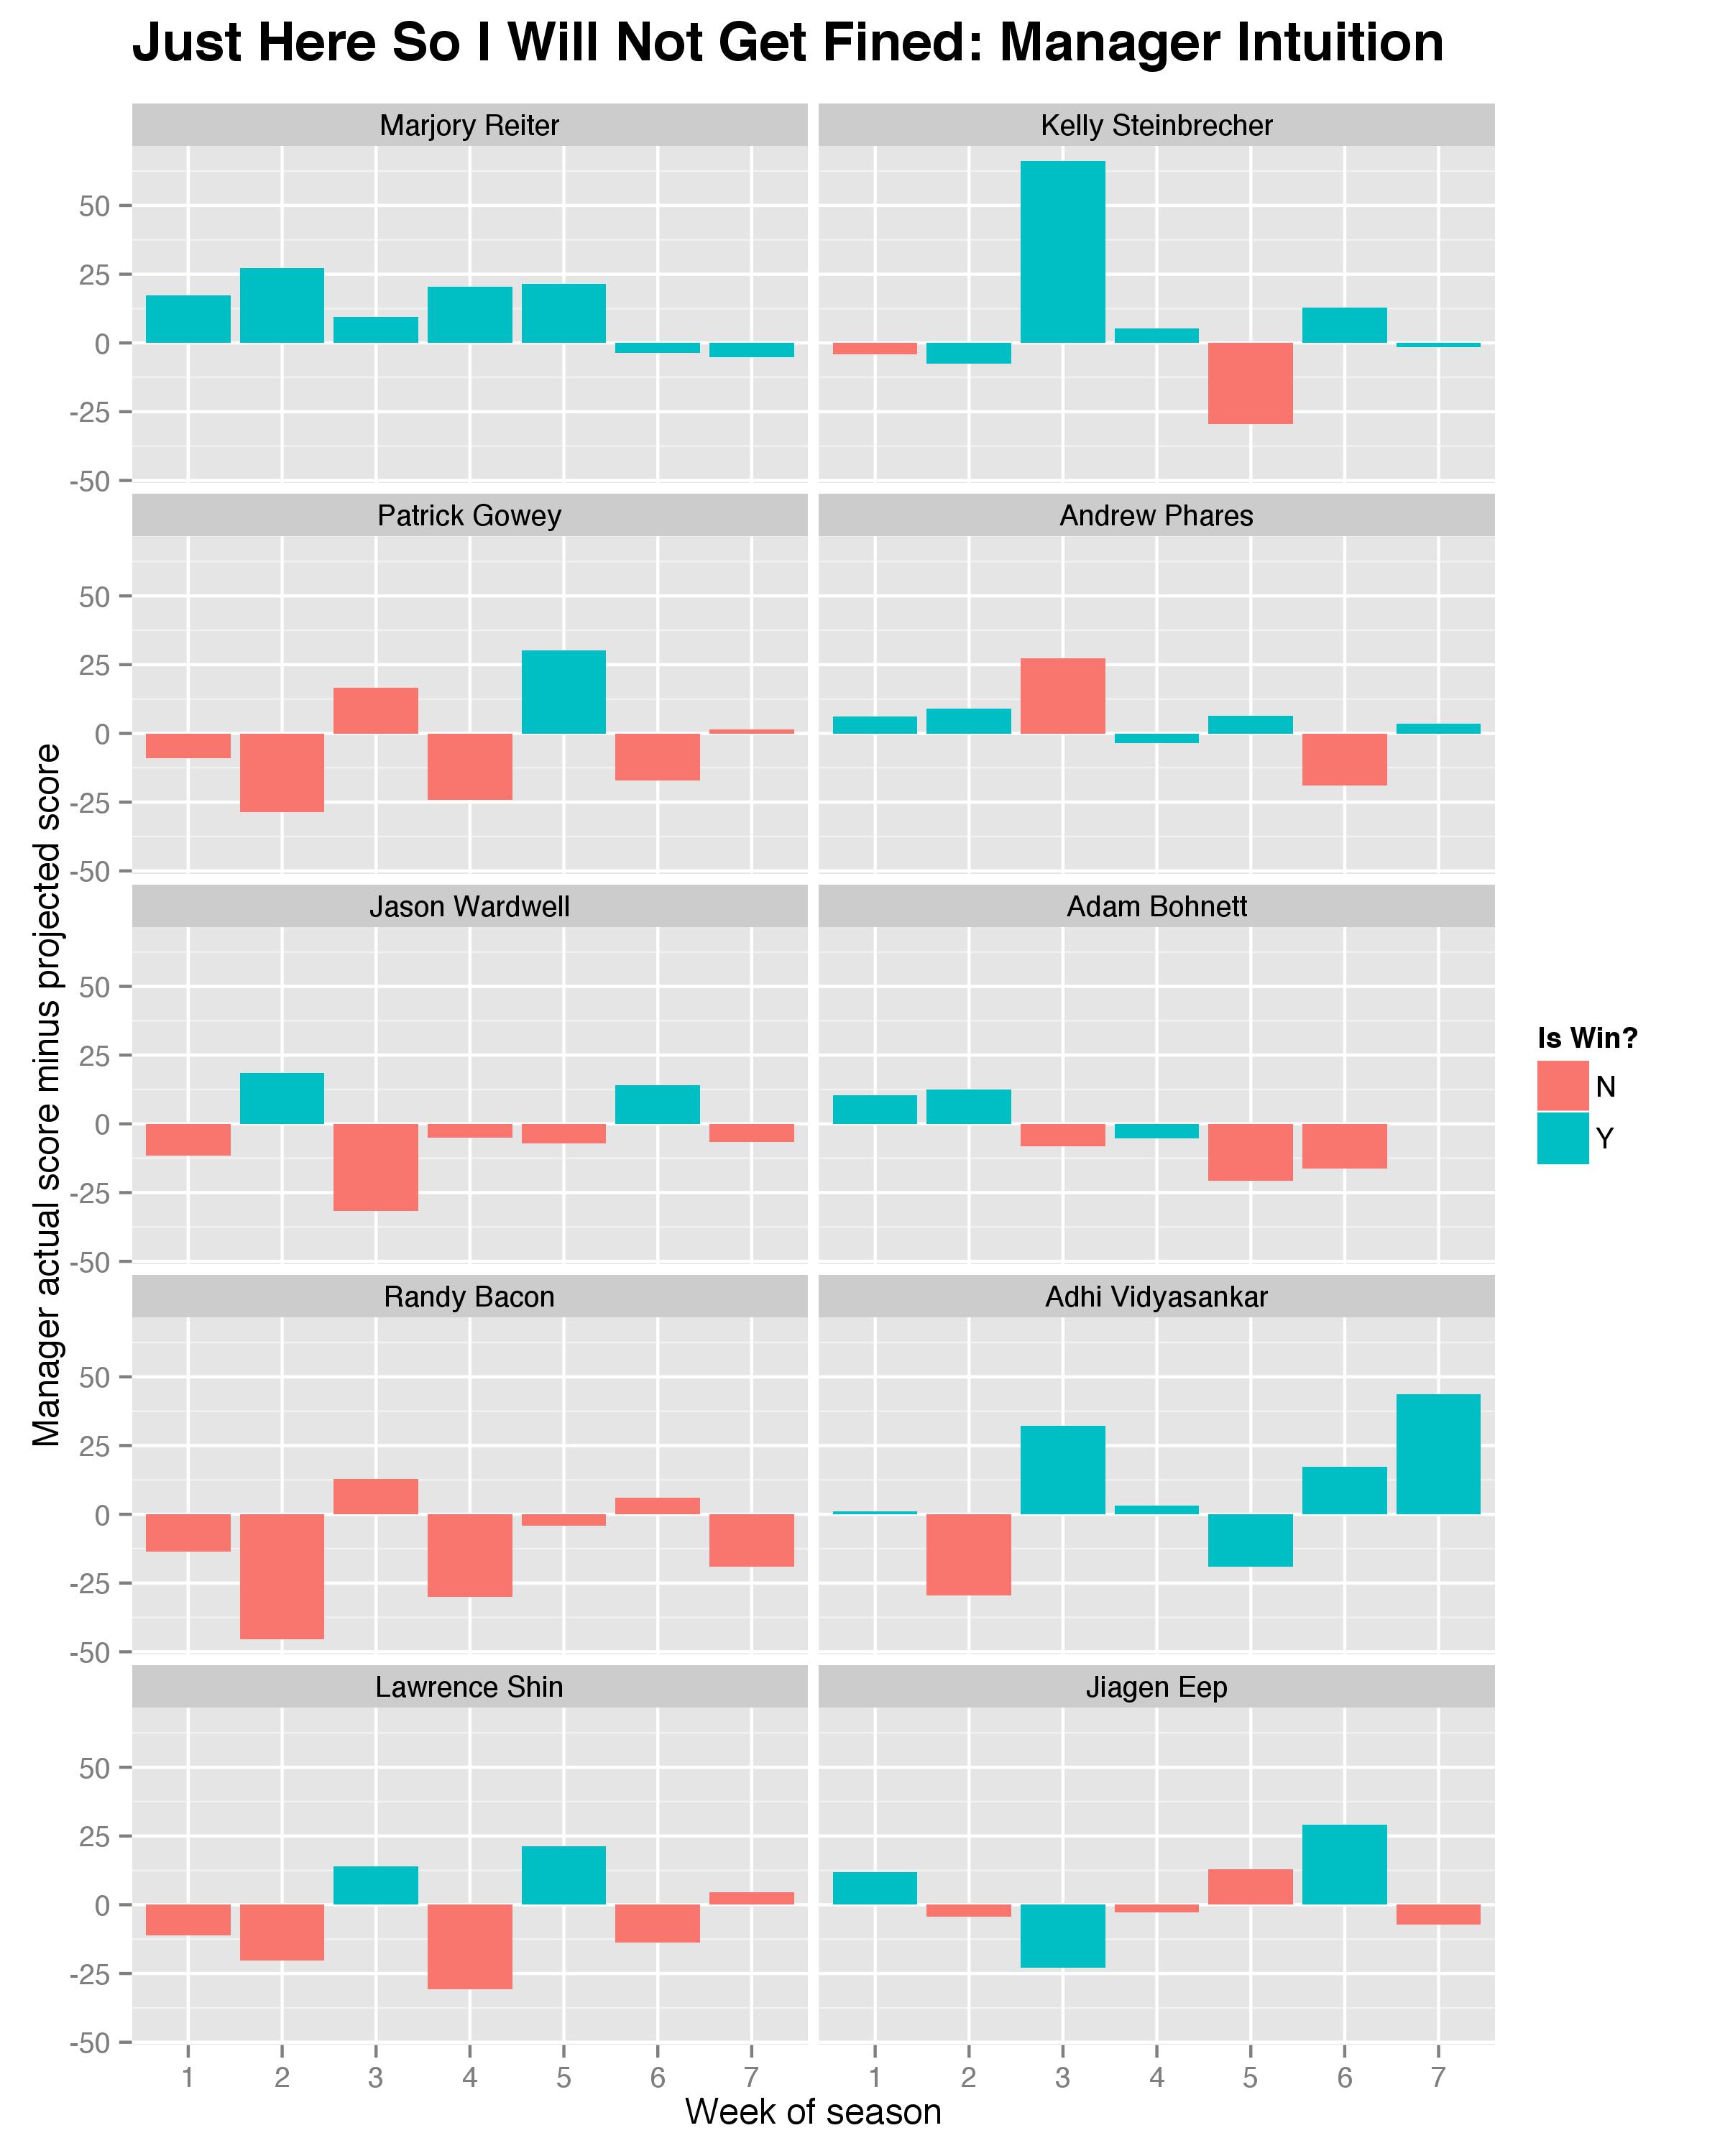 Just Here So I Will Not Get Fined: Manager Intuition
Marjory Reiter
Kelly Steinbrecher
50
25
0
-25
-50
Patrick Gowey
Andrew Phares
50
25
0
-25
-50
Jason Wardwell
Adam Bohnett
50
25
0
-25
-50
Randy Bacon
Adhi Vidyasankar
50
25
0
-25
-50
Lawrence Shin
Jiagen Eep
50
25
0
-25
-50
1 2 3 4 5 6 7
1 2 3 4 5 6 7
Week of season
Manager actual score minus projected score
Is Win?
N
Y